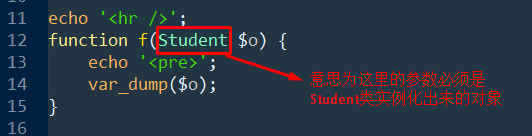 11 echo '<hr />';
12 function f(Student $o) {
13 echo '<pre>';
14 var_dump($o);
15 }
意思为这里的参数必须是
Student类实例化出来的对象